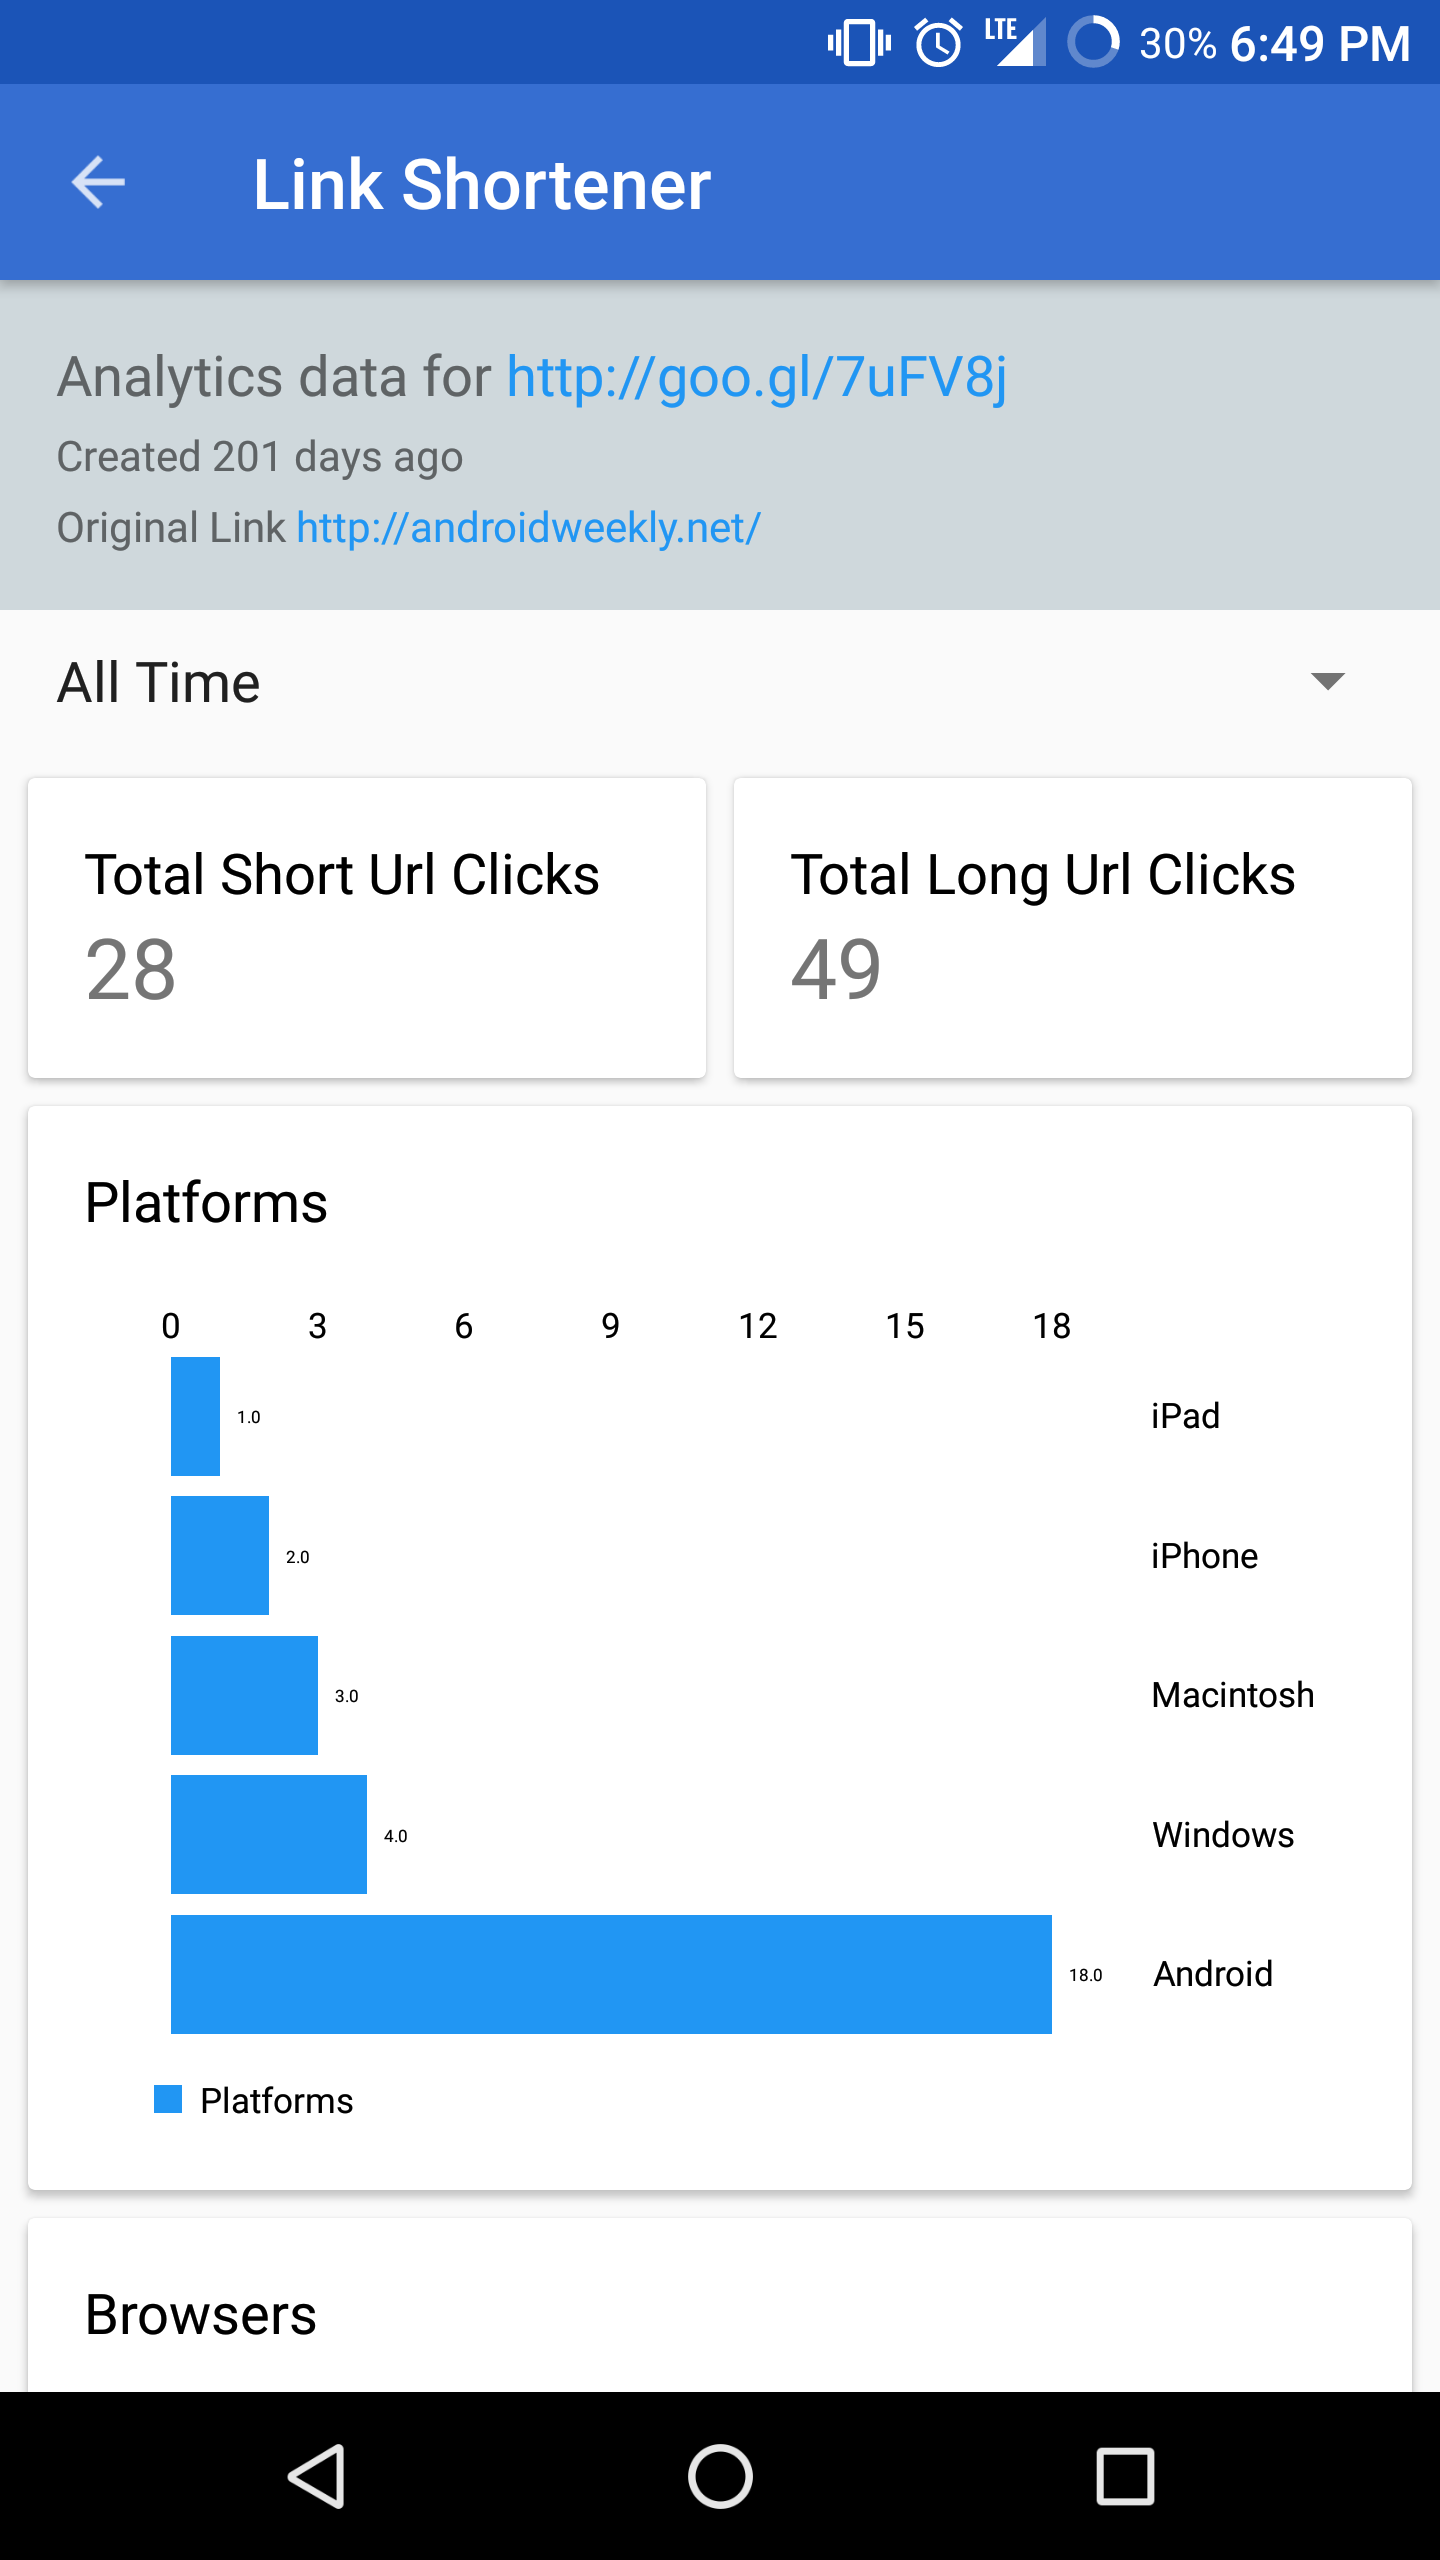 LTE 30% 6:49 PM
Link Shortener
Analytics data for http://goo.gl/7uFV8j
Created 201 days ago
Original Link http://androidweekly.net/
All Time
Total Short Url Clicks
28
Total Long Url Clicks
49
Platforms
0 3 6 9 12 15 18
1.0 iPad
2.0 iPhone
3.0 Macintosh
4.0 Windows
18.0 Android
Platforms
Browsers